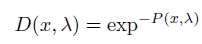 D(x, λ) = exp^{−P(x,λ)}